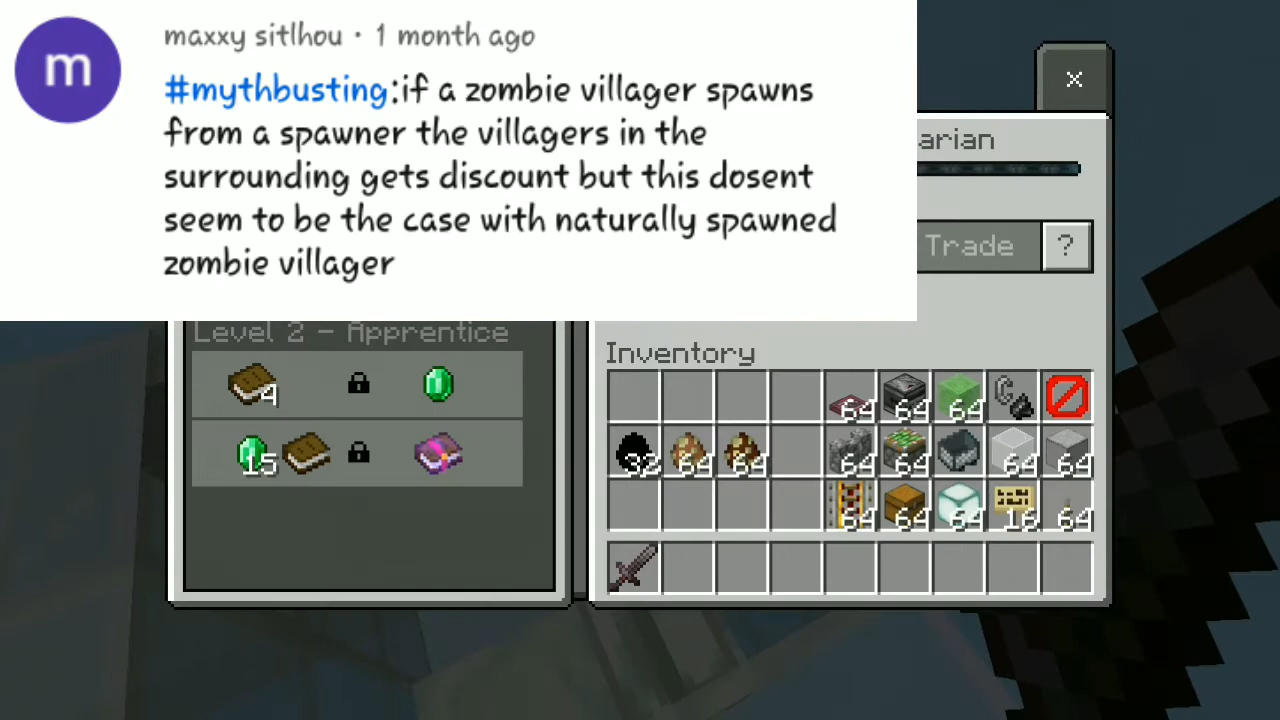 m
maxxy sitlhou • 1 month ago
#mythbusting:if a zombie villager spawns
from a spawner the villagers in the
surrounding gets discount but this dosent
seem to be the case with naturally spawned
zombie villager
x
arian
Trade
?
Level 2 - Apprentice
4
15
Inventory
64 64 64
32 64 64 64 64 64 64
64 64 64 16 64